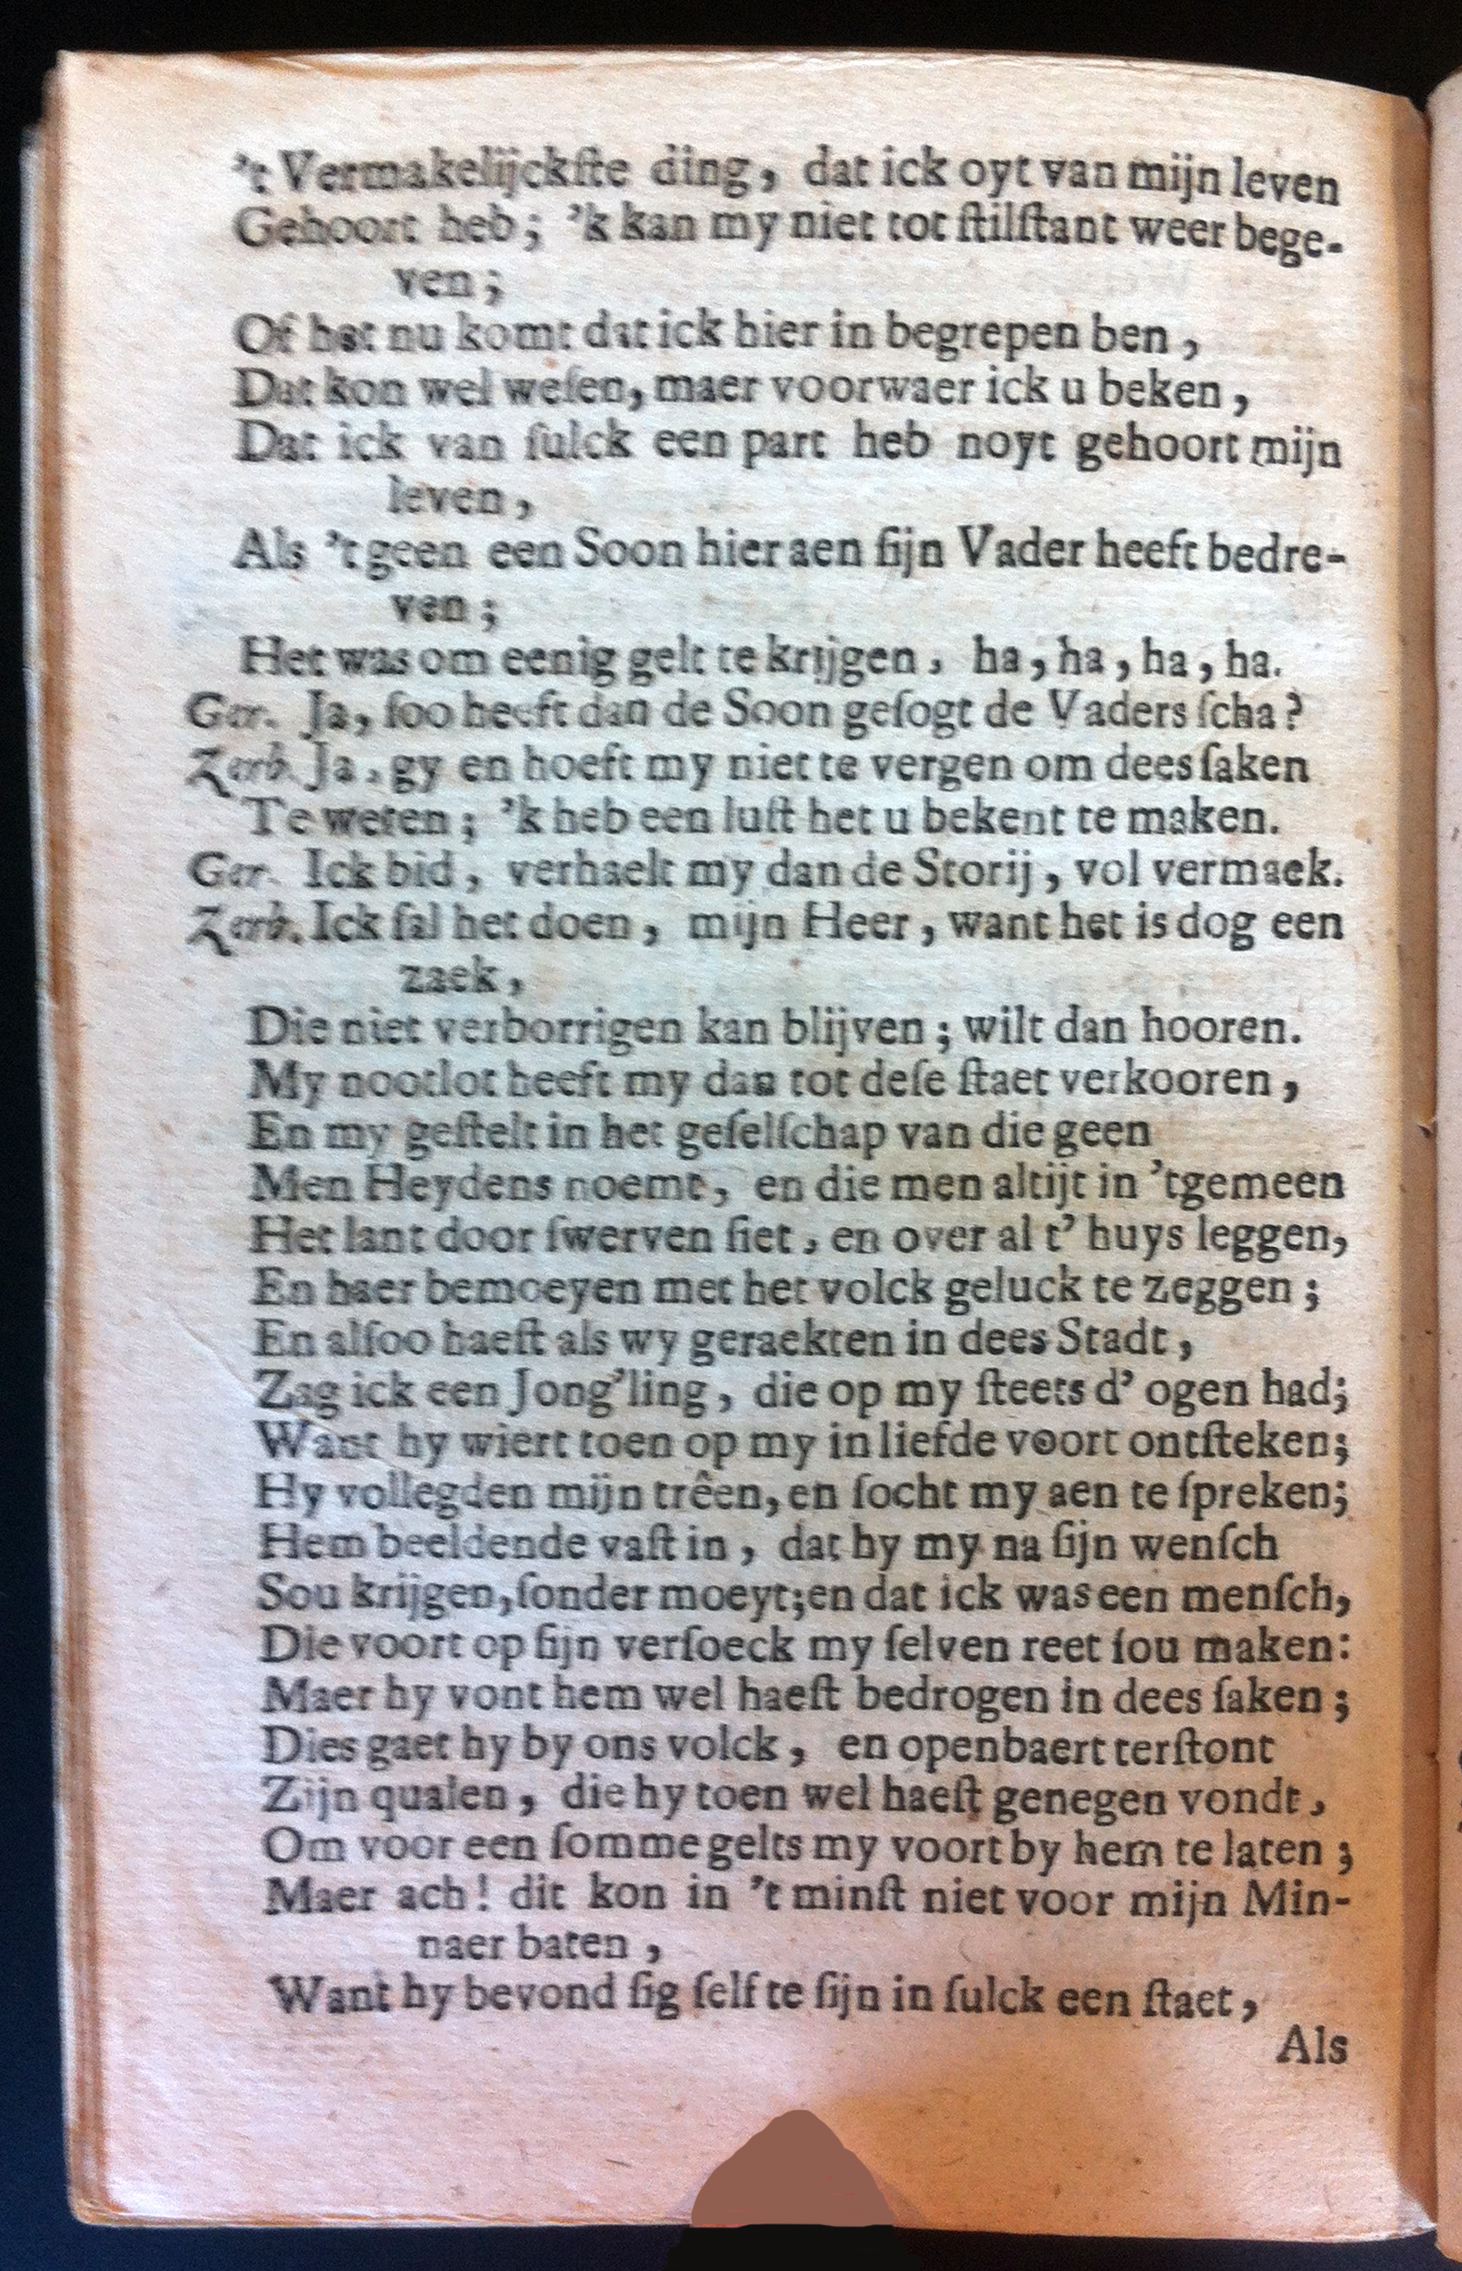 ’t Vermakelijckſte ding, dat ick oyt van mijn leven
Gehoort heb; ’k kan my niet tot ſtilſtant weer bege-
ven;
Of het nu komt dat ick hier in begrepen ben,
Dat kon wel weſen, maer voorwaer ick u beken,
Dat ick van ſulck een part heb noyt gehoort mijn
leven,
Als ’t geen een Soon hier aen ſijn Vader heeft bedre-
ven;
Het was om eenig gelt te krijgen, ha, ha, ha, ha.
Ger. Ja, ſoo heeft dan de Soon geſogt de Vaders ſcha?
Zerb. Ja, gy en hoeft my niet te vergen om dees ſaken
Te weten; ’k heb een luſt het u bekent te maken.
Ger. Ick bid, verhaelt my dan de Storij, vol vermaek.
Zerb. Ick ſal het doen, mijn Heer, want het is dog een
zaek,
Die niet verborrigen kan blijven; wilt dan hooren.
My nootlot heeft my dan tot deſe ſtaet verkooren,
En my geſtelt in het geſelſchap van die geen
Men Heydens noemt, en die men altijt in ’tgemeen
Het lant door ſwerven ſiet, en over al t’ huys leggen,
En haer bemoeyen met het volck geluck te zeggen;
En alſoo haeſt als wy geraekten in dees Stadt,
Zag ick een Jong’ling, die op my ſteets d’ ogen had;
Want hy wiert toen op my in liefde voort ontſteken;
Hy vollegden mijn trêen, en ſocht my aen te ſpreken;
Hem beeldende vaſt in, dat hy my na ſijn wenſch
Sou krijgen, ſonder moeyt; en dat ick was een menſch,
Die voort op ſijn verſoeck my ſelven reet ſou maken:
Maer hy vont hem wel haeſt bedrogen in dees ſaken;
Dies gaet hy by ons volck, en openbaert terſtont
Zijn qualen, die hy toen wel haeſt genegen vondt,
Om voor een ſomme gelts my voort by hem te laten;
Maer ach! dit kon in ’t minſt niet voor mijn Min-
naer baten,
Want hy bevond ſig ſelf te ſijn in ſulck een ſtaet,
Als